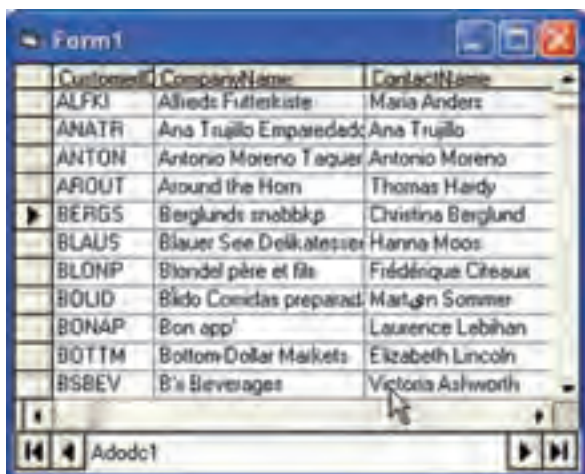 Form1
CustomerID CompanyName ContactName
ALFKI Alfreds Futterkiste Maria Anders
ANATR Ana Trujillo Emparedado Ana Trujillo
ANTON Antonio Moreno Taquer Antonio Moreno
AROUT Around the Horn Thomas Hardy
BERGS Berglunds snabbkp Christina Berglund
BLAUS Blauer See Delikatessen Hanna Moos
BLONP Blondel père et fils Frédérique Citeaux
BOLID Bólido Comidas preparad Sommer
BONAP Bon app' Laurence Lebihan
BOTTM Bottom-Dollar Markets Elizabeth Lincoln
BSBEV B's Beverages Victoria Ashworth
Adodc1